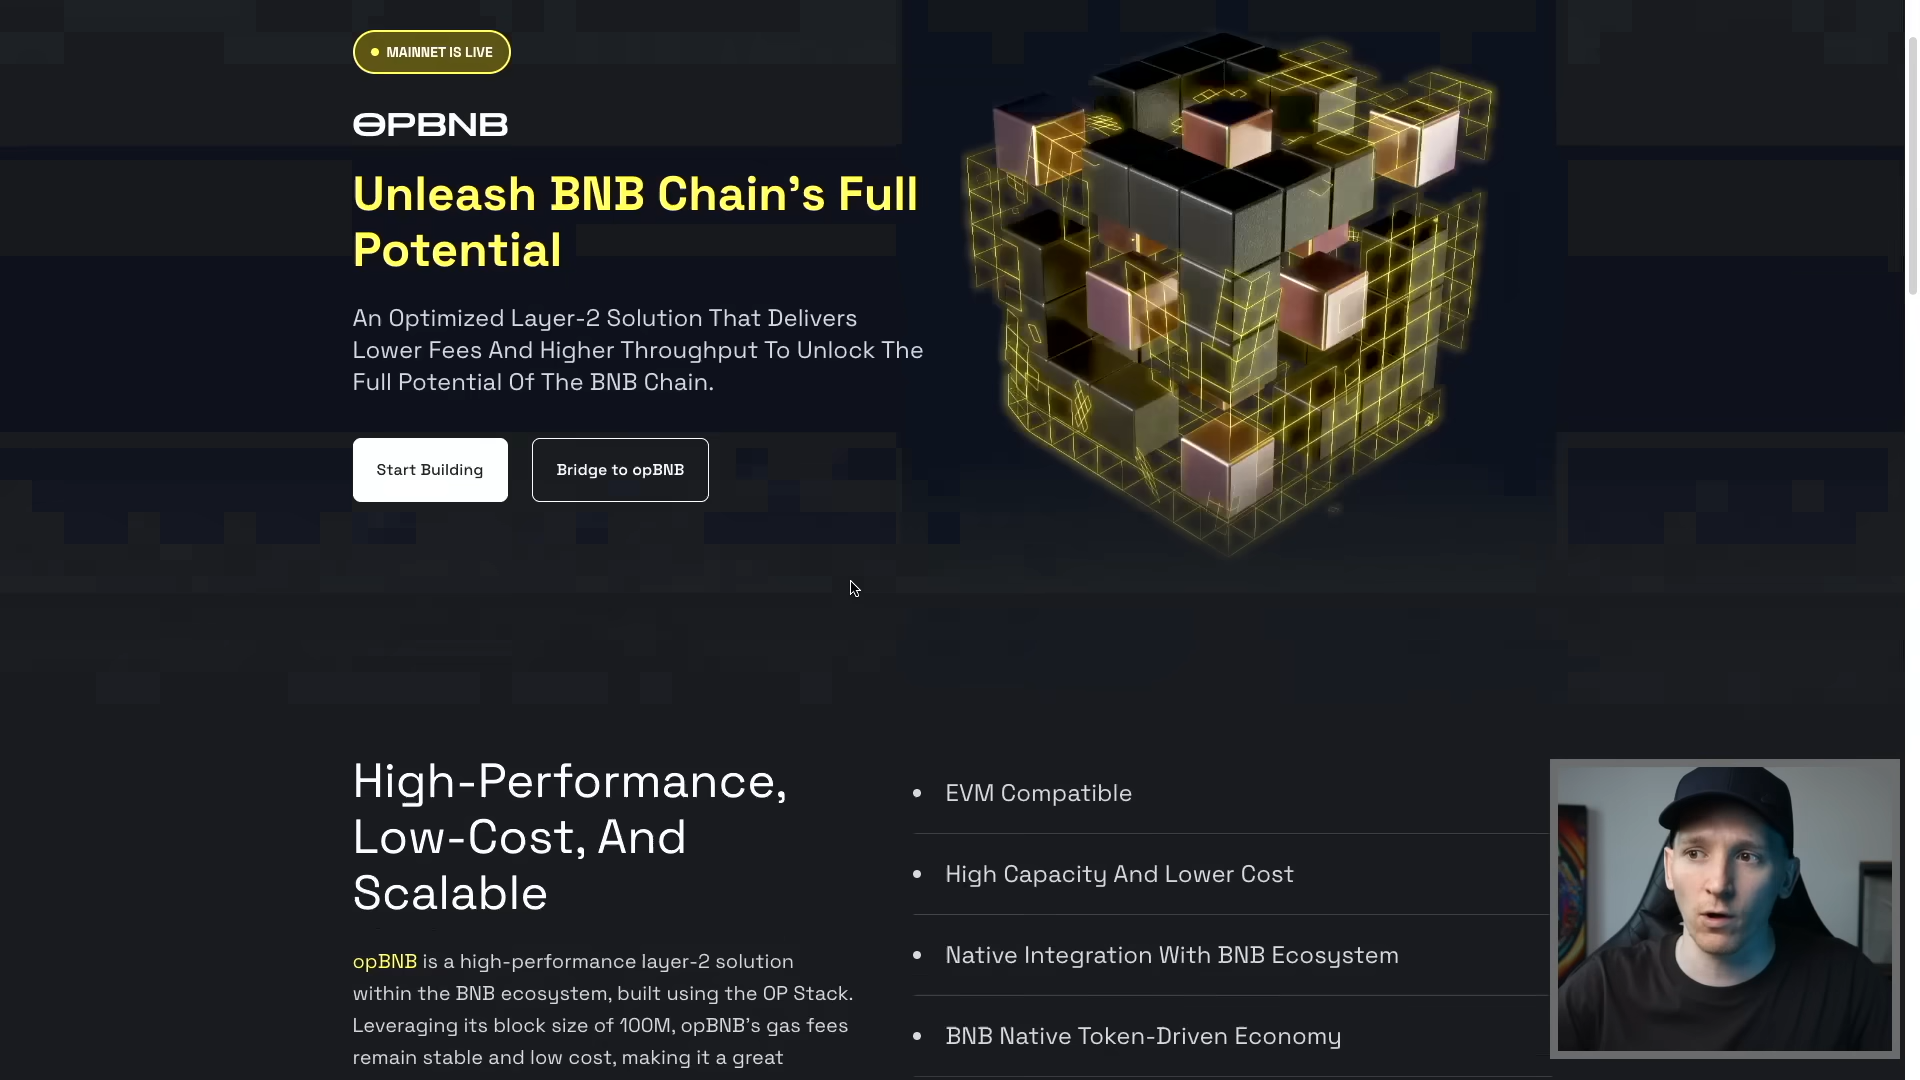 MAINNET IS LIVE
OPBNB
Unleash BNB Chain's Full
Potential
An Optimized Layer-2 Solution That Delivers
Lower Fees And Higher Throughput To Unlock The
Full Potential Of The BNB Chain.
Start Building
Bridge to opBNB
High-Performance,
Low-Cost, And
Scalable
opBNB is a high-performance layer-2 solution
within the BNB ecosystem, built using the OP Stack.
Leveraging its block size of 100M, opBNB's gas fees
remain stable and low cost, making it a great
EVM Compatible
High Capacity And Lower Cost
Native Integration With BNB Ecosystem
BNB Native Token-Driven Economy